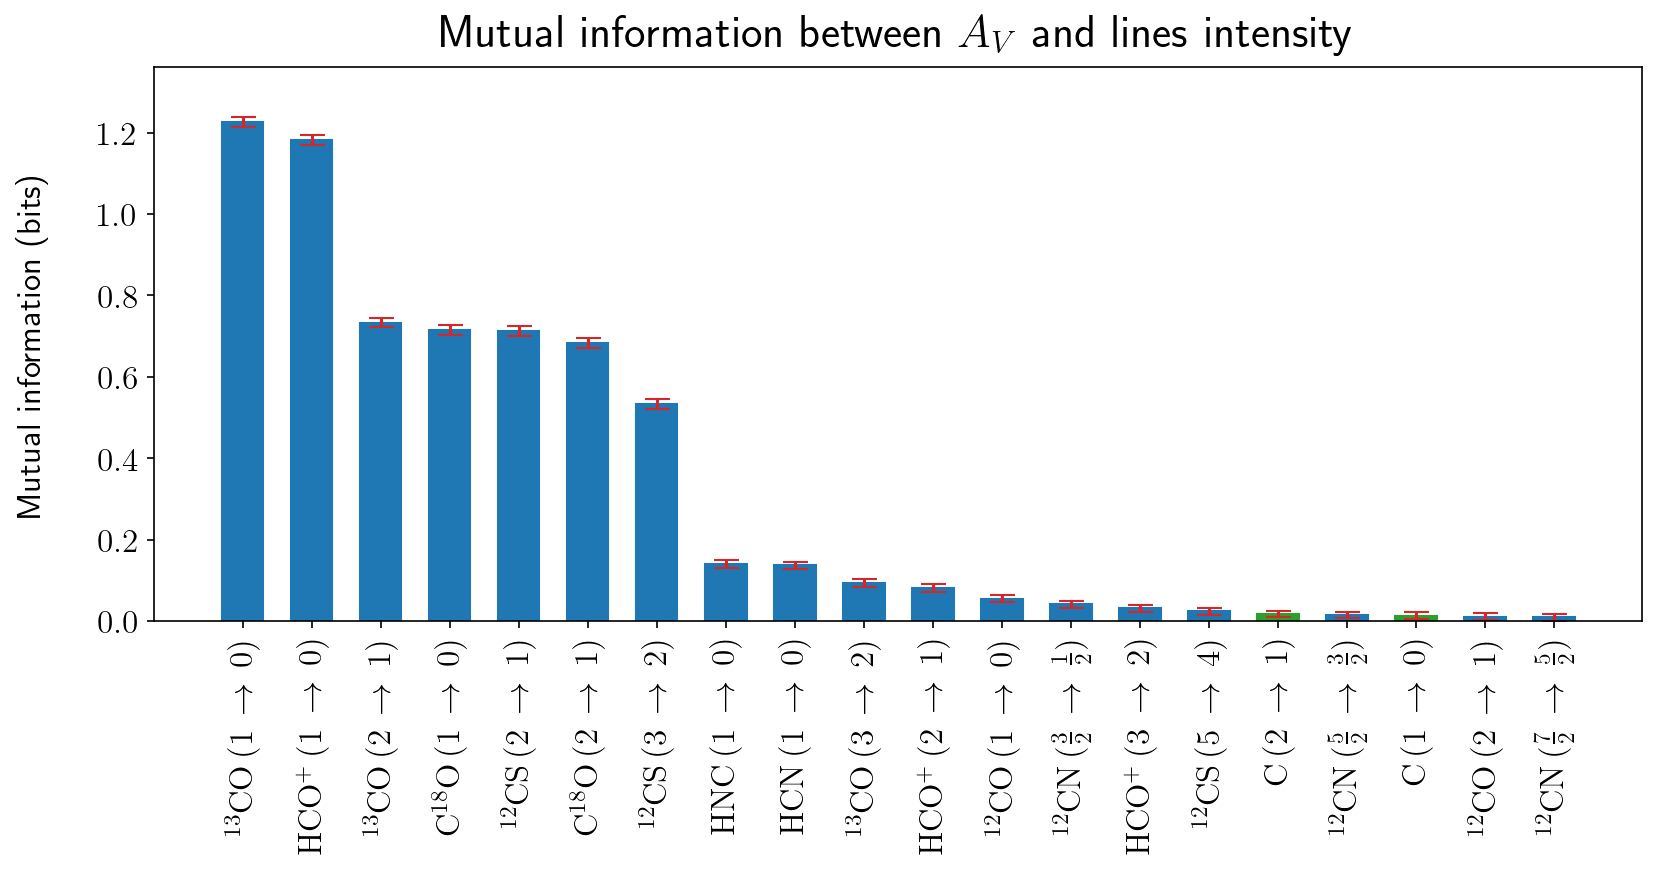 Mutual information between A_V and lines intensity
Mutual information (bits)
1.2
1.0
0.8
0.6
0.4
0.2
0.0
¹³CO (1 → 0)
HCO⁺ (1 → 0)
¹³CO (2 → 1)
C¹⁸O (1 → 0)
¹²CS (2 → 1)
C¹⁸O (2 → 1)
¹²CS (3 → 2)
HNC (1 → 0)
HCN (1 → 0)
¹³CO (3 → 2)
HCO⁺ (2 → 1)
¹²CO (1 → 0)
¹²CN (3/2 → 1/2)
HCO⁺ (3 → 2)
¹²CS (5 → 4)
C (2 → 1)
¹²CN (5/2 → 3/2)
C (1 → 0)
¹²CO (2 → 1)
¹²CN (7/2 → 5/2)